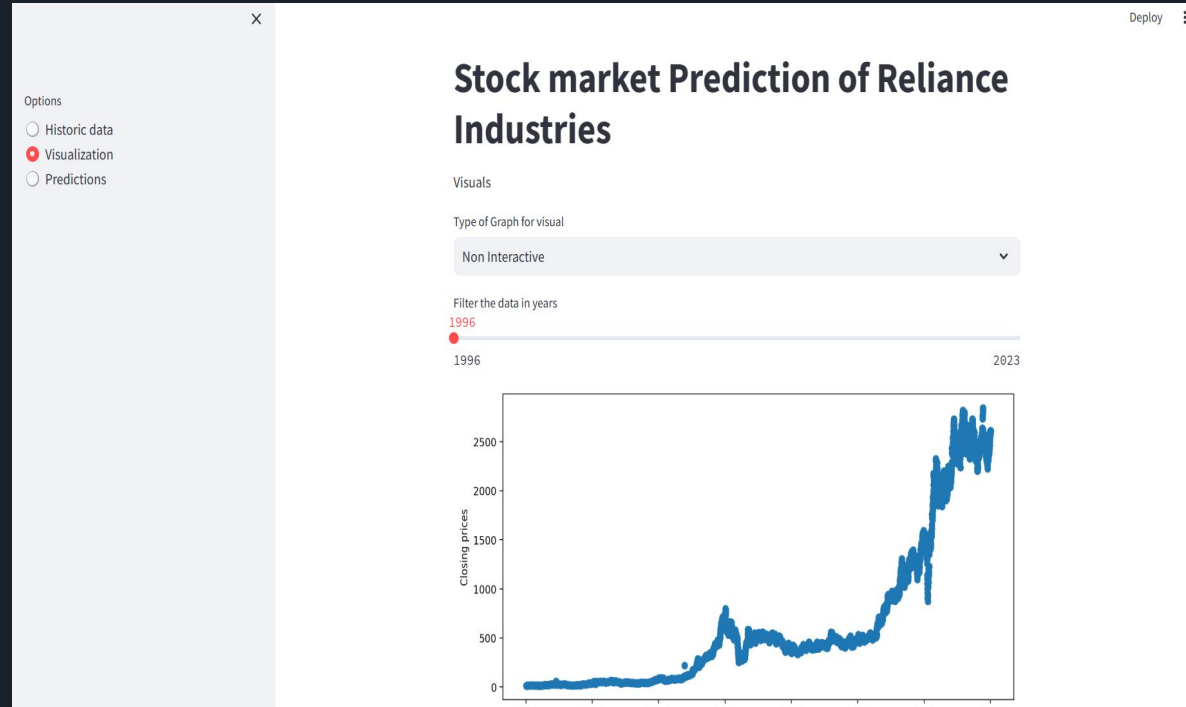 Deploy
Options
Historic data
Visualization
Predictions
Stock market Prediction of Reliance
Industries
Visuals
Type of Graph for visual
Non Interactive
Filter the data in years
1996
1996 2023
Closing prices
2500
2000
1500
1000
500
0